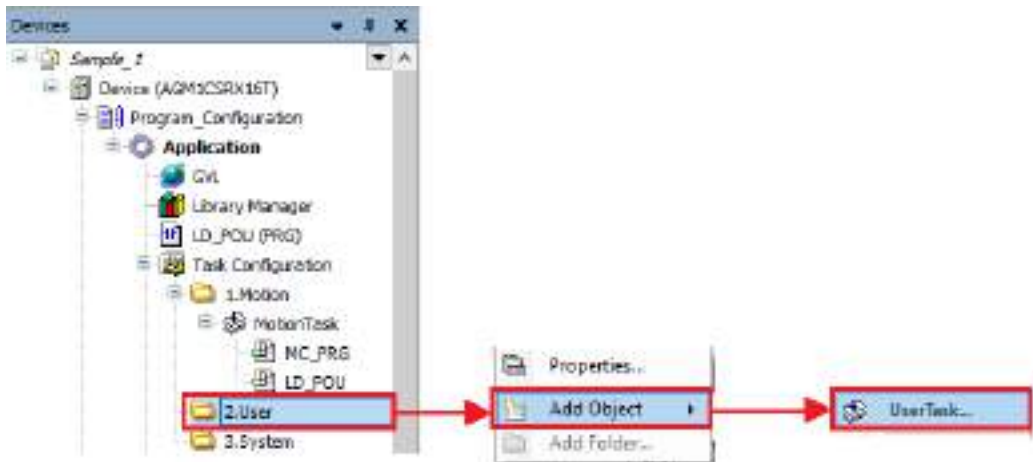 Devices
Sample_1
Device (AGM1CSRX16T)
Program_Configuration
Application
GVL
Library Manager
LD_POU (PRG)
Task Configuration
1.Motion
MotionTask
MC_PRG
LD_POU
2.User
3.System
Properties...
Add Object
Add Folder...
UserTask...